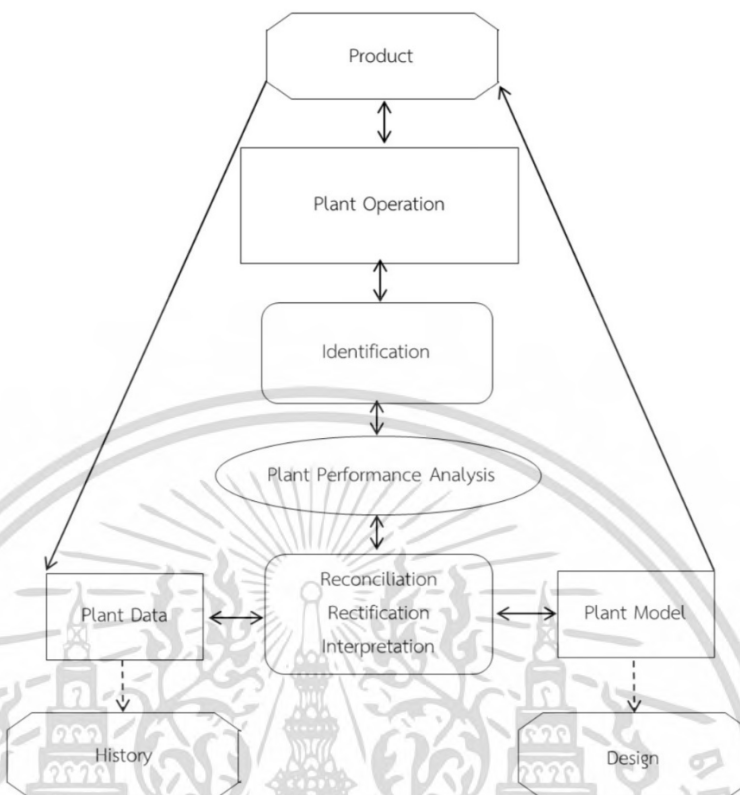 Product
Plant Operation
Identification
Plant Performance Analysis
Reconciliation
Rectification
Interpretation
Plant Data
Plant Model
History
Design